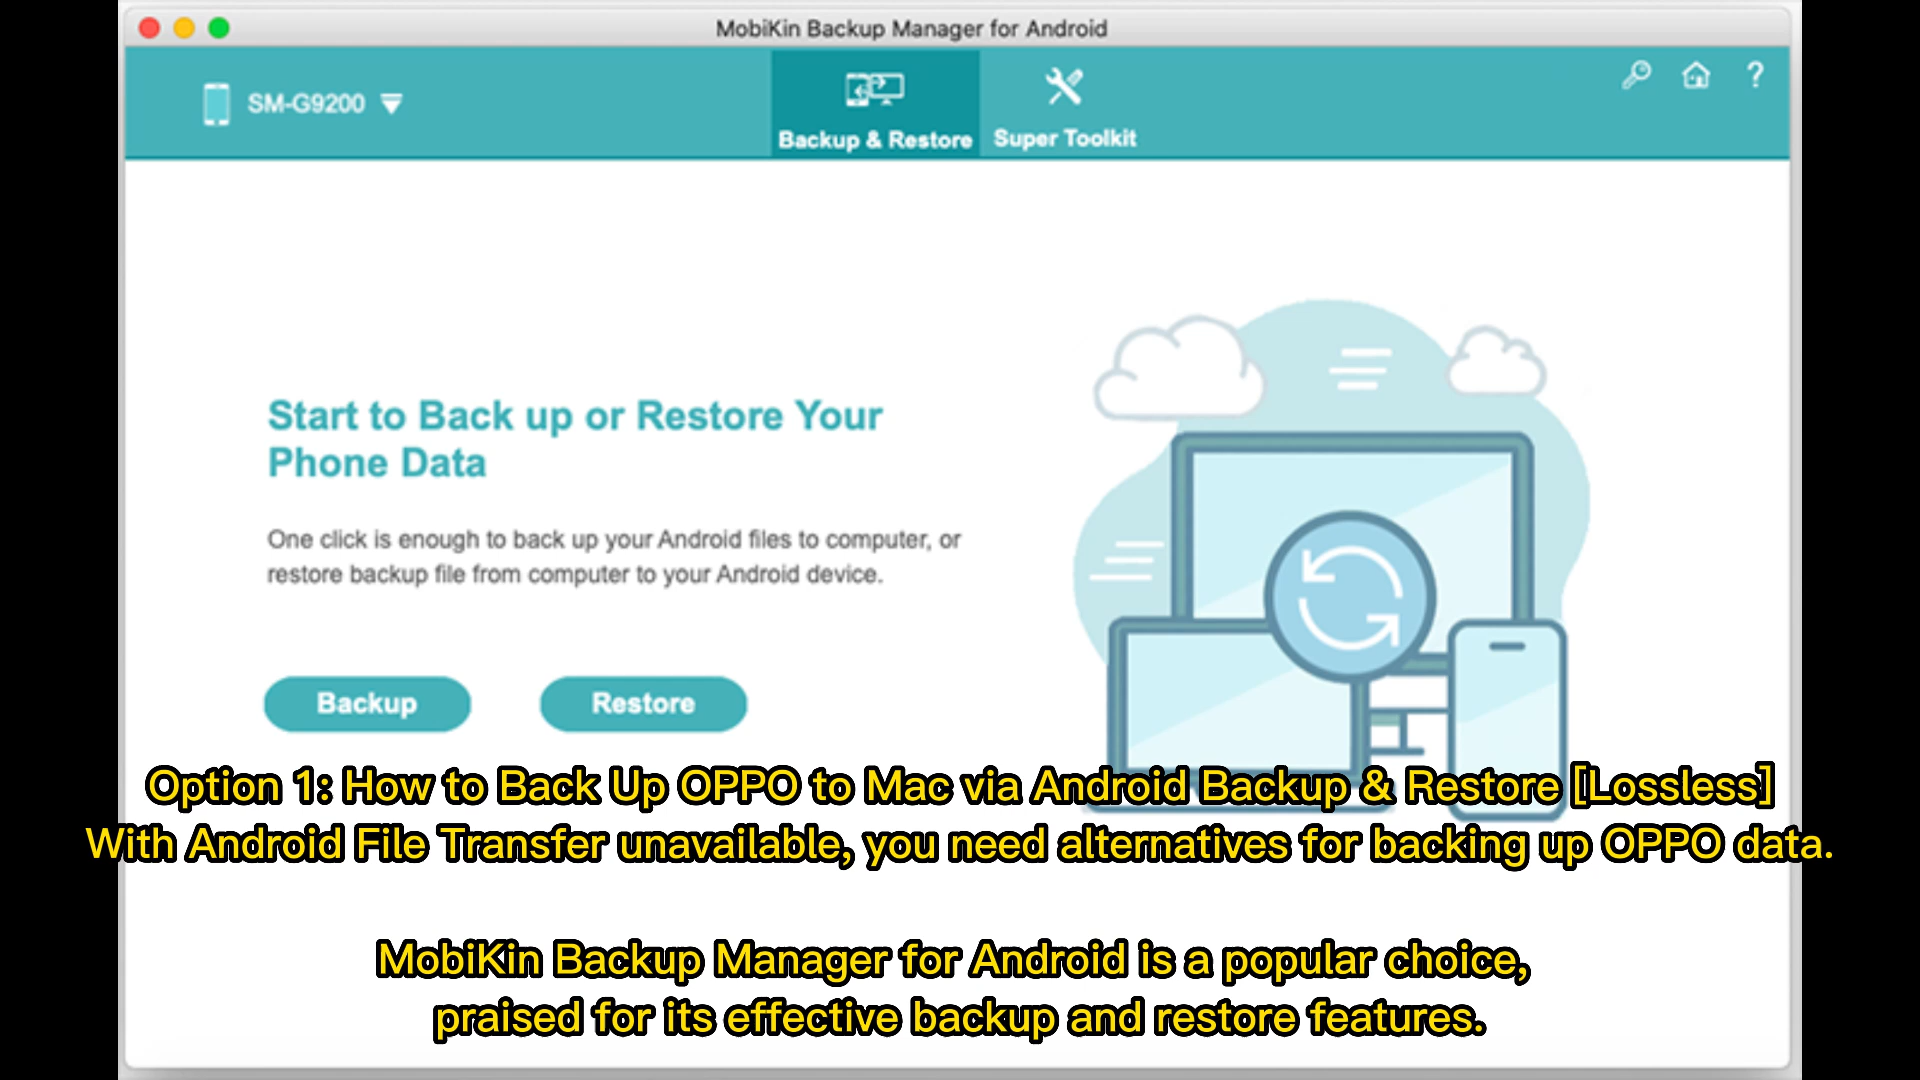 MobiKin Backup Manager for Android
SM-G9200
Backup & Restore
Super Toolkit
?
Start to Back up or Restore Your
Phone Data
One click is enough to back up your Android files to computer, or
restore backup file from computer to your Android device.
Backup
Restore
Option 1: How to Back Up OPPO to Mac via Android Backup & Restore [Lossless]
With Android File Transfer unavailable, you need alternatives for backing up OPPO data.
MobiKin Backup Manager for Android is a popular choice,
praised for its effective backup and restore features.